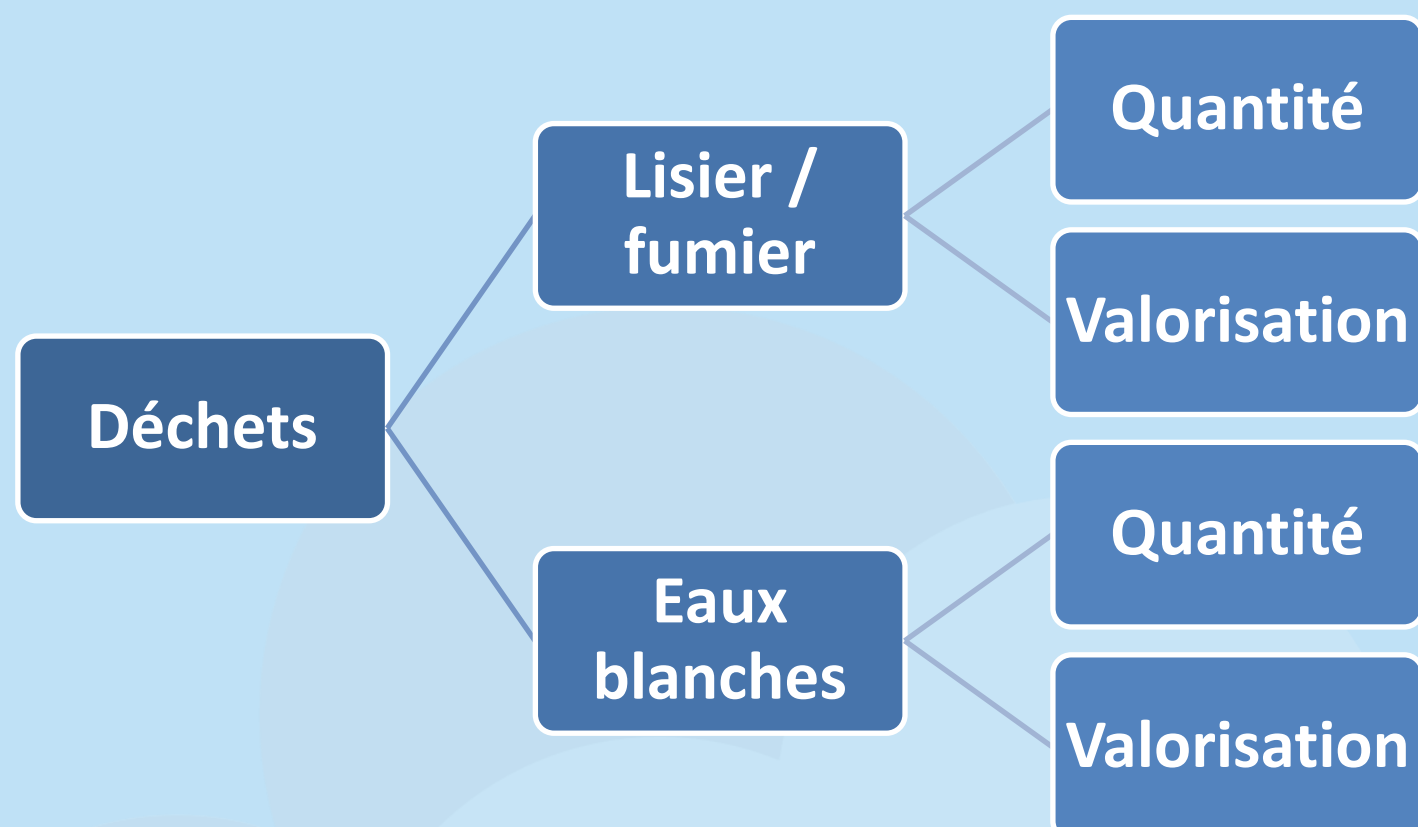 Déchets
Lisier /
fumier
Quantité
Valorisation
Eaux
blanches
Quantité
Valorisation